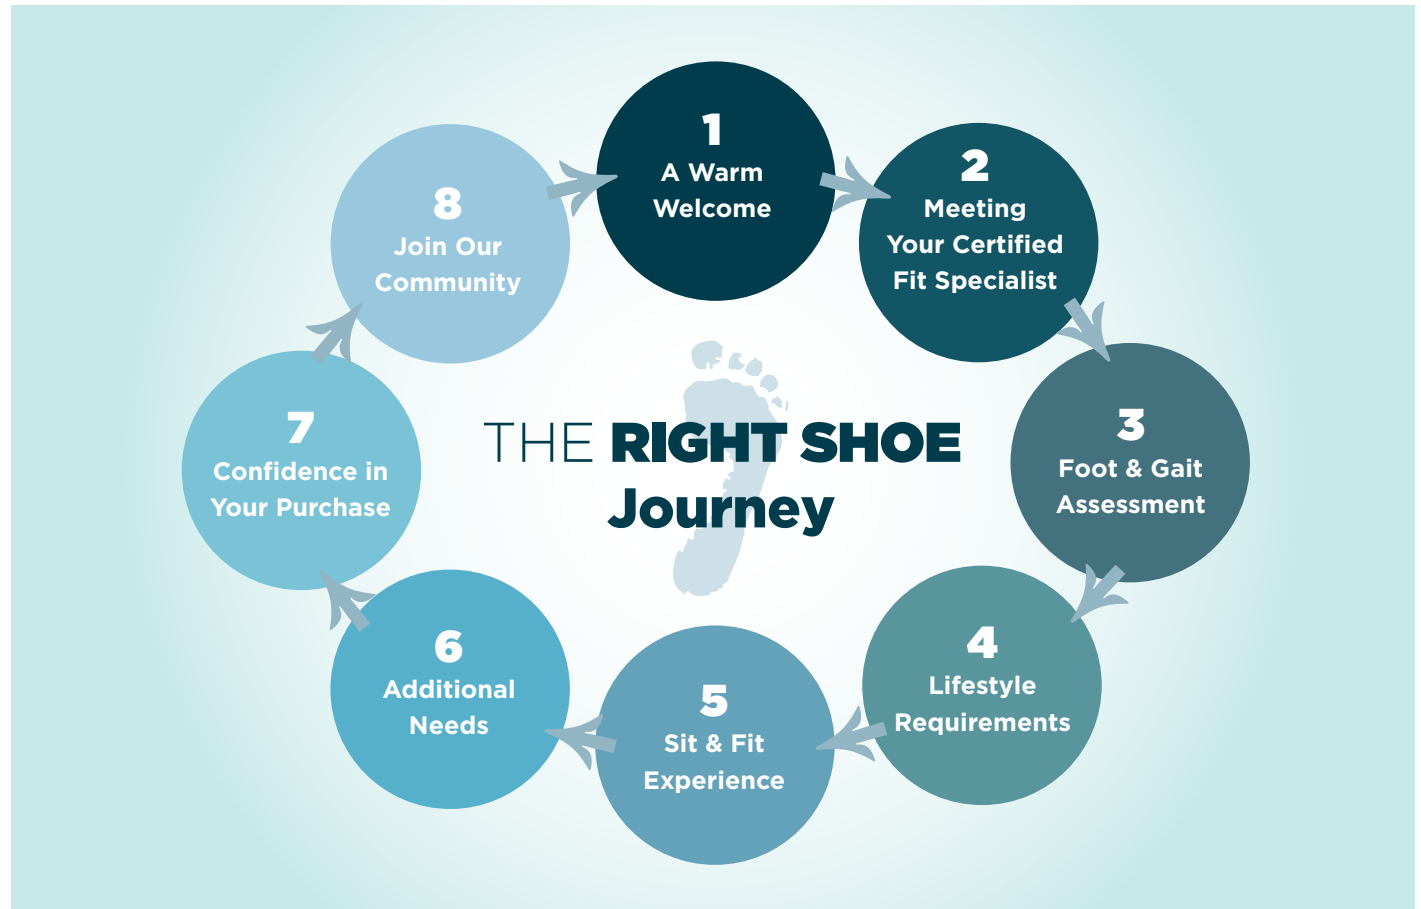 1
A Warm
Welcome
2
Meeting
Your Certified
Fit Specialist
3
Foot & Gait
Assessment
4
Lifestyle
Requirements
5
Sit & Fit
Experience
6
Additional
Needs
7
Confidence in
Your Purchase
8
Join Our
Community
THE RIGHT SHOE
Journey